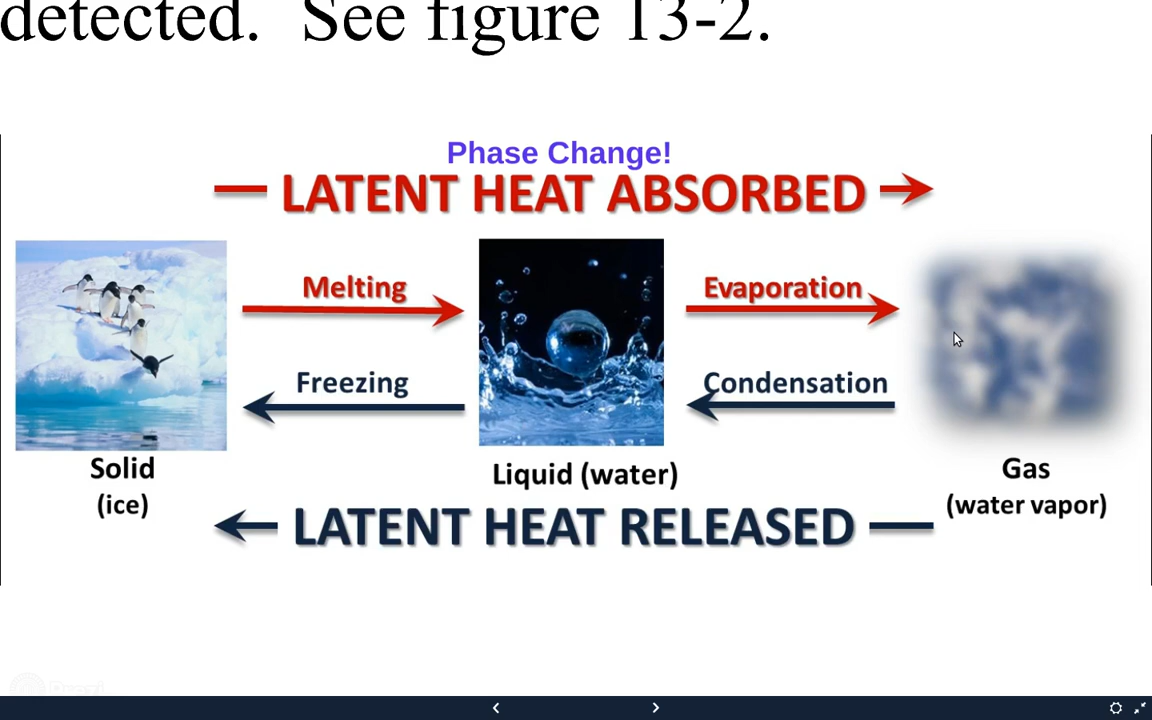 detected. See figure 13-2.
Phase Change!
LATENT HEAT ABSORBED
Melting
Evaporation
Freezing
Condensation
Solid
(ice)
Liquid (water)
Gas
(water vapor)
LATENT HEAT RELEASED